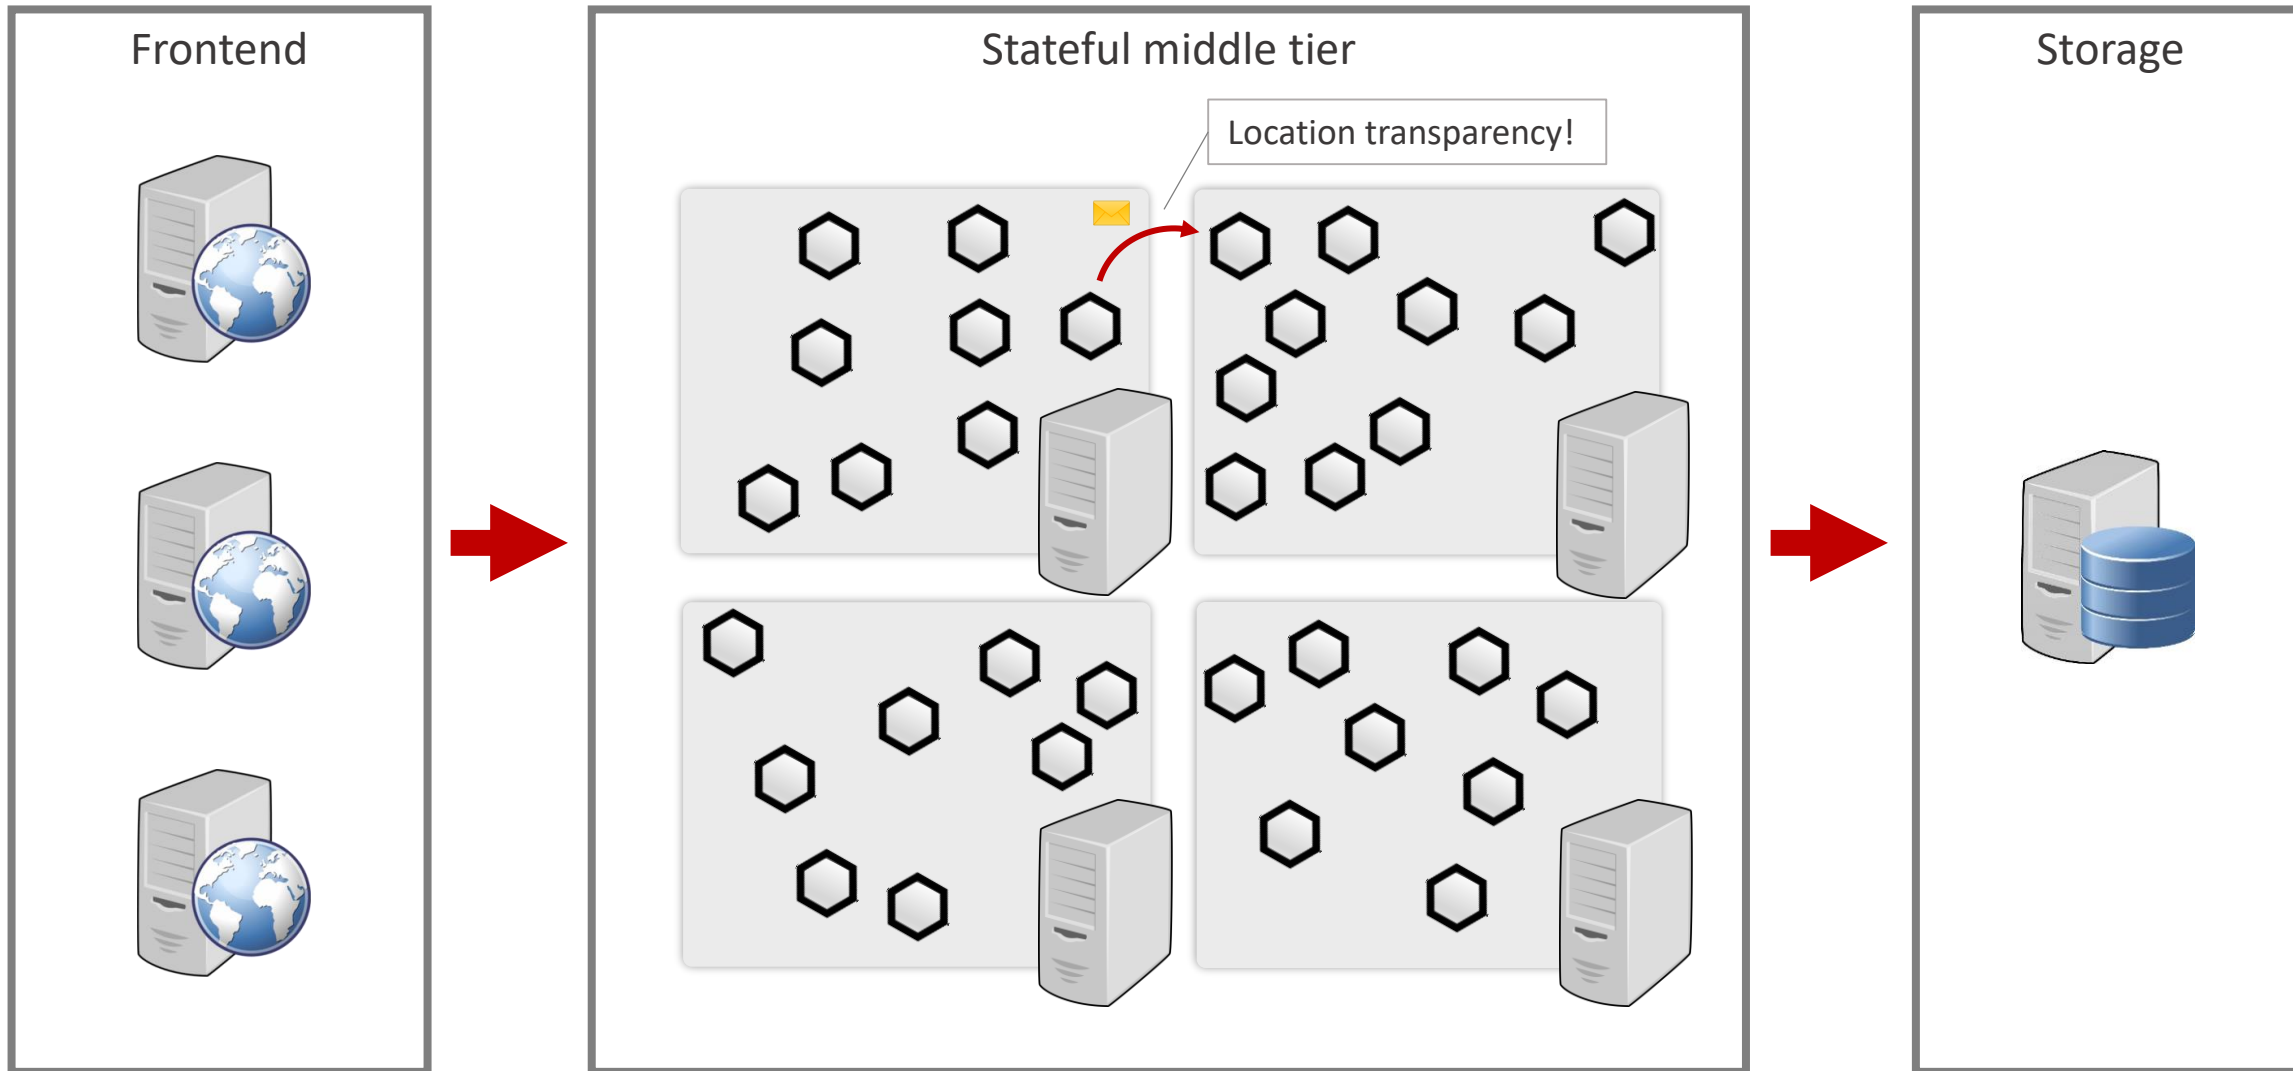 Frontend
Stateful middle tier
Storage
Location transparency!